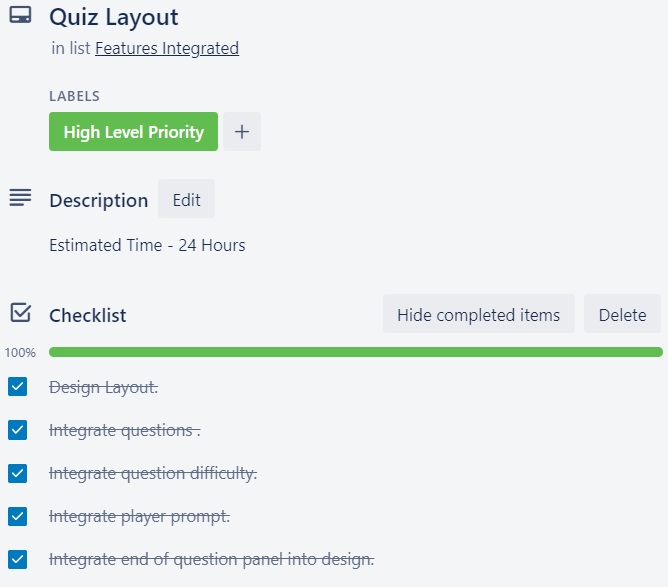 Quiz Layout
in list Features Integrated
LABELS
High Level Priority +
Description Edit
Estimated Time - 24 Hours
Checklist Hide completed items Delete
100%
Design Layout.
Integrate questions .
Integrate question difficulty.
Integrate player prompt.
Integrate end of question panel into design.